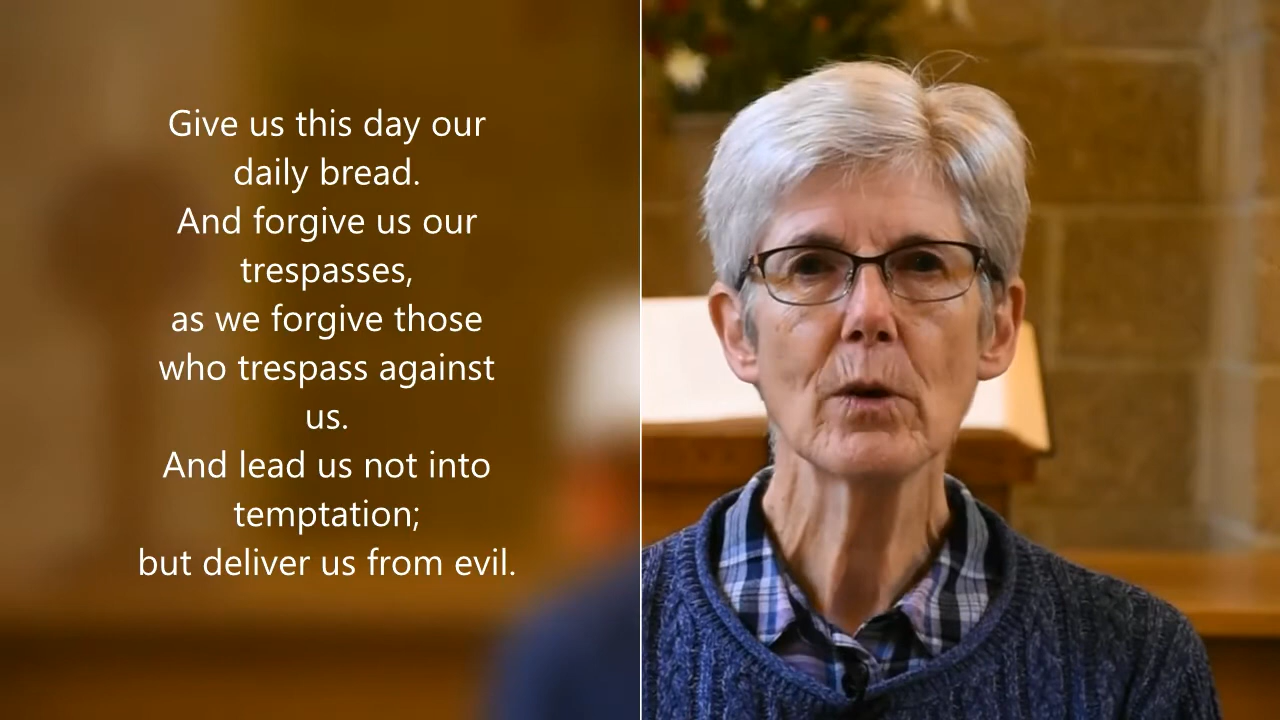 Give us this day our
daily bread.
And forgive us our
trespasses,
as we forgive those
who trespass against
us.
And lead us not into
temptation;
but deliver us from evil.